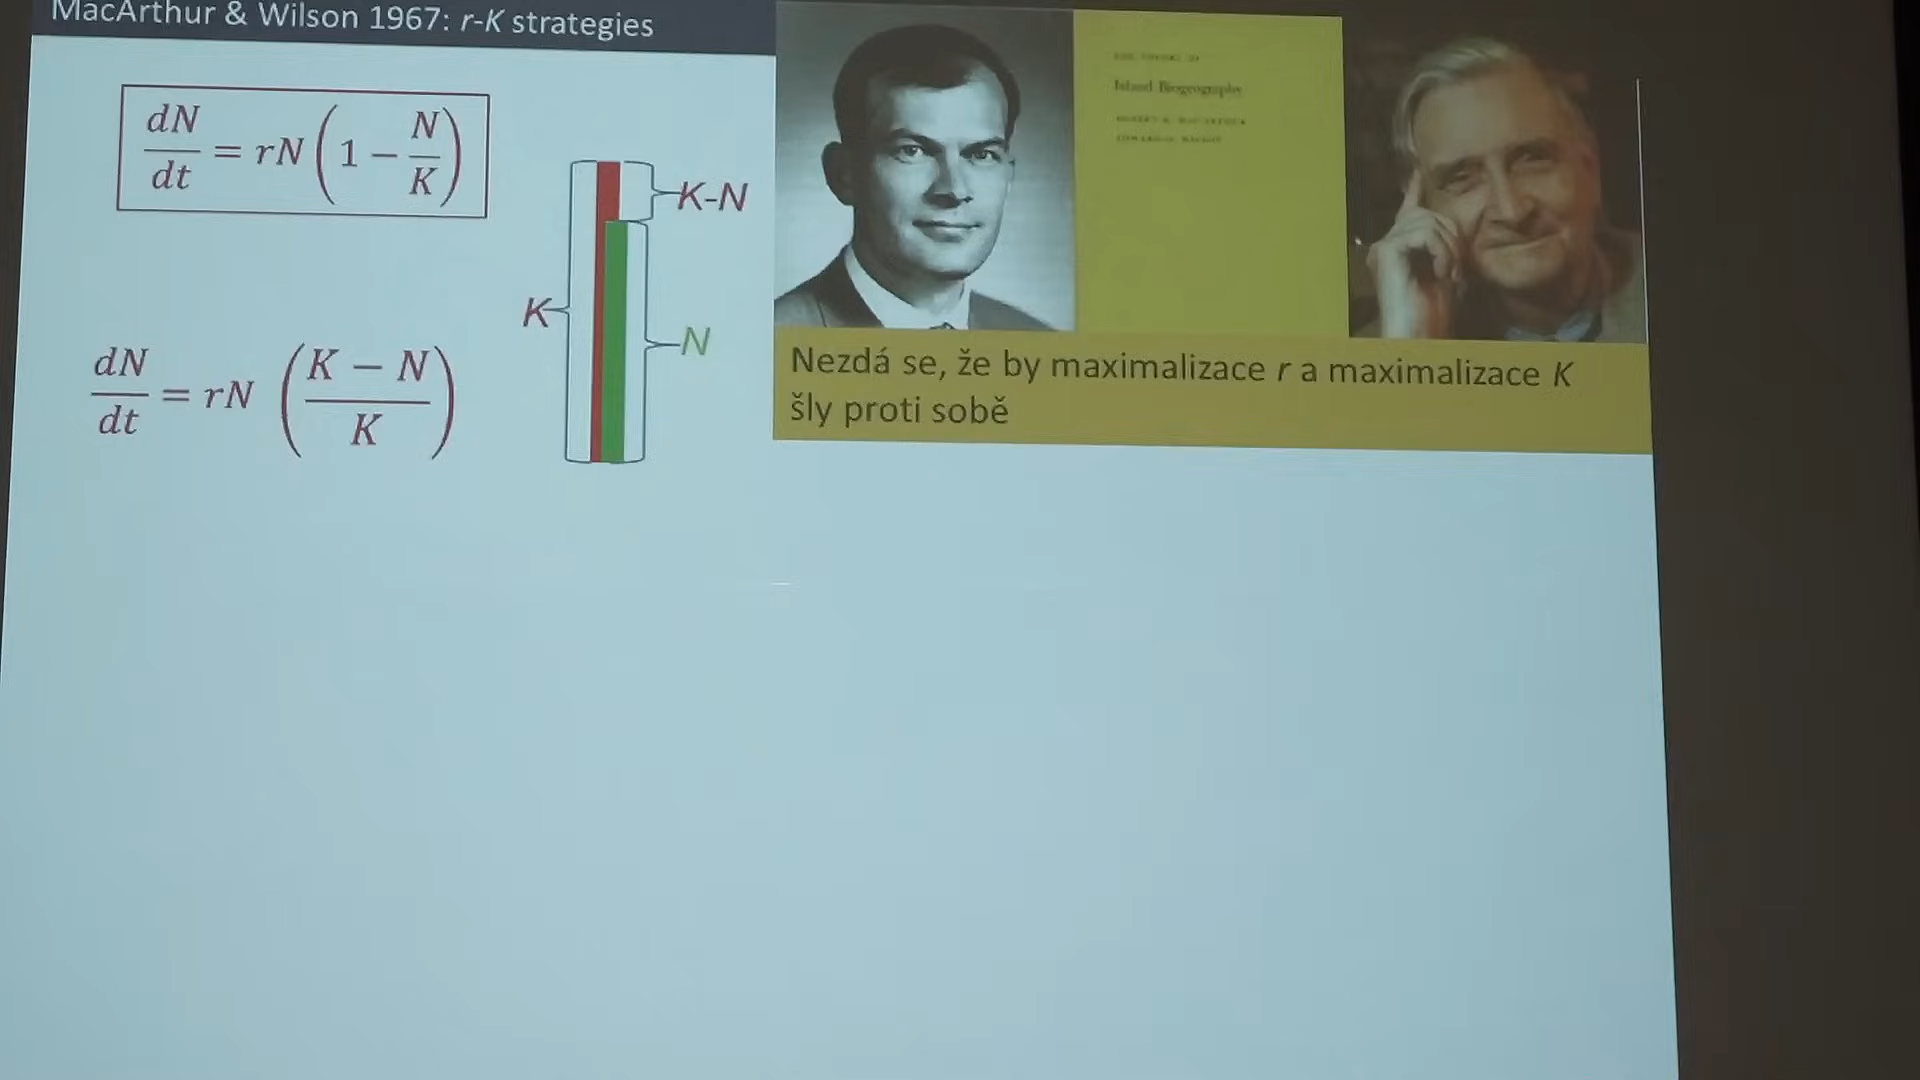 MacArthur & Wilson 1967: r-K strategies
dN/dt = rN (1 − N/K)
K-N
K
N
dN/dt = rN ((K − N)/K)
Island Biogeography
Nezdá se, že by maximalizace r a maximalizace K
šly proti sobě